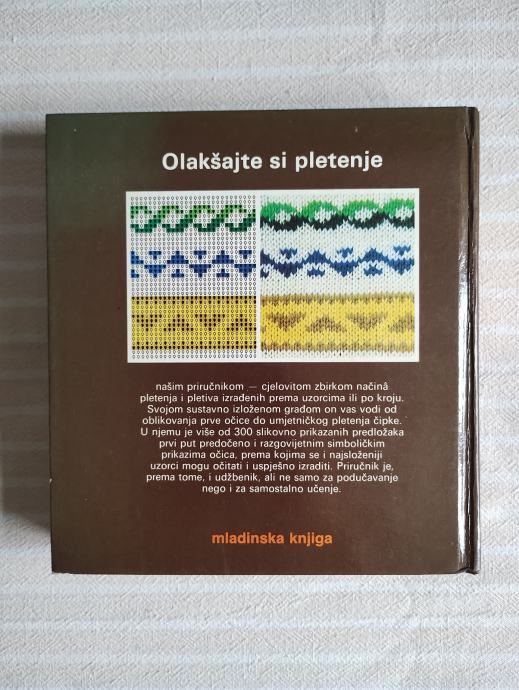 Olakšajte si pletenje
našim priručnikom — cjelovitom zbirkom načinâ
pletenja i pletiva izrađenih prema uzorcima ili po kroju.
Svojom sustavno izloženom građom on vas vodi od
oblikovanja prve očice do umjetničkog pletenja čipke.
U njemu je više od 300 slikovno prikazanih predložaka
prvi put predočeno i razgovijetnim simboličkim
prikazima očica, prema kojima se i najsloženiji
uzorci mogu očitati i uspješno izraditi. Priručnik je,
prema tome, i udžbenik, ali ne samo za podučavanje
nego i za samostalno učenje.
mladinska knjiga